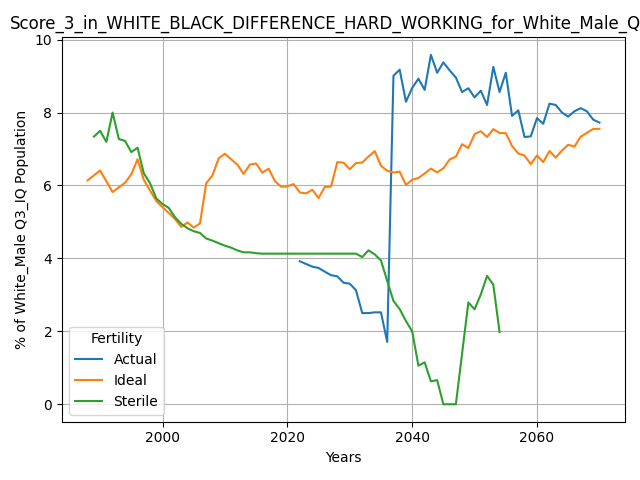 Score_3_in_WHITE_BLACK_DIFFERENCE_HARD_WORKING_for_White_Male_Q
10
8
6
4
2
0
% of White_Male Q3_IQ Population
Fertility
Actual
Ideal
Sterile
2000 2020 2040 2060
Years